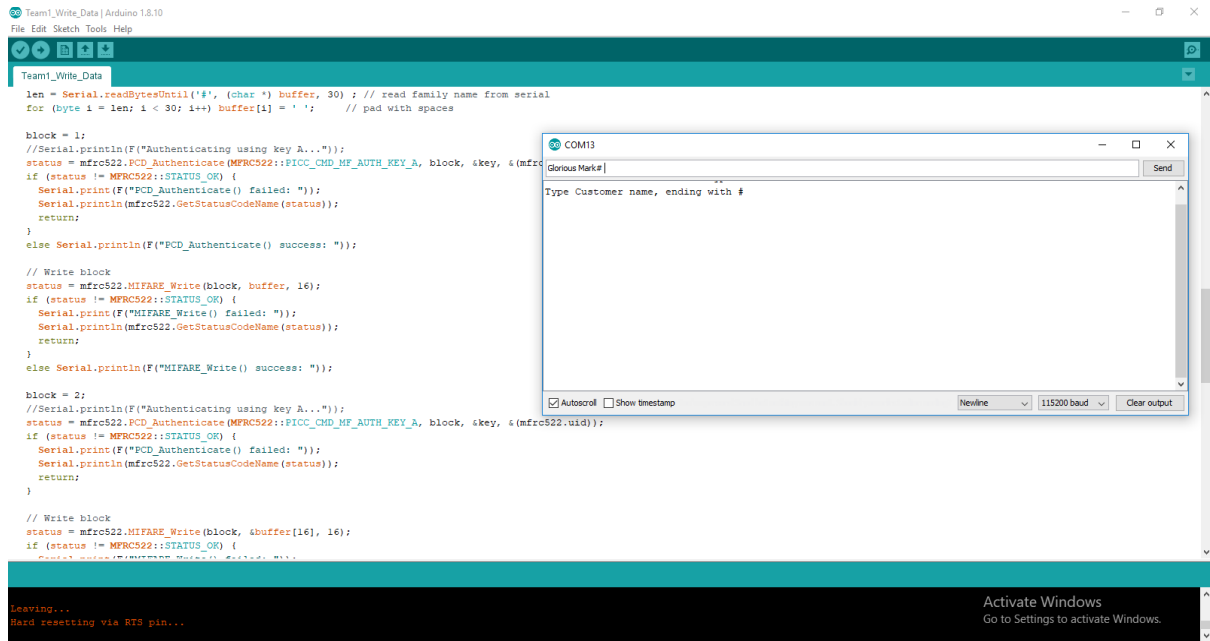 Team1_Write_Data | Arduino 1.8.10
File Edit Sketch Tools Help
Team1_Write_Data
len = Serial.readBytesUntil('#', (char *) buffer, 30) ; // read family name from serial
for (byte i = len; i < 30; i++) buffer[i] = ' ';     // pad with spaces
block = 1;
//Serial.println(F("Authenticating using key A..."));
status = mfrc522.PCD_Authenticate(MFRC522::PICC_CMD_MF_AUTH_KEY_A, block, &key, &(mfrc
if (status != MFRC522::STATUS_OK) {
Serial.print(F("PCD_Authenticate() failed: "));
Serial.println(mfrc522.GetStatusCodeName(status));
return;
}
else Serial.println(F("PCD_Authenticate() success: "));
// Write block
status = mfrc522.MIFARE_Write(block, buffer, 16);
if (status != MFRC522::STATUS_OK) {
Serial.print(F("MIFARE_Write() failed: "));
Serial.println(mfrc522.GetStatusCodeName(status));
return;
}
else Serial.println(F("MIFARE_Write() success: "));
block = 2;
//Serial.println(F("Authenticating using key A..."));
status = mfrc522.PCD_Authenticate(MFRC522::PICC_CMD_MF_AUTH_KEY_A, block, &key, &(mfrc522.uid));
if (status != MFRC522::STATUS_OK) {
Serial.print(F("PCD_Authenticate() failed: "));
Serial.println(mfrc522.GetStatusCodeName(status));
return;
}
// Write block
status = mfrc522.MIFARE_Write(block, &buffer[16], 16);
if (status != MFRC522::STATUS_OK) {
COM13
Glorious Mark#
Send
Type Customer name, ending with #
Autoscroll Show timestamp Newline 115200 baud Clear output
Leaving...
Hard resetting via RTS pin...
Activate Windows
Go to Settings to activate Windows.